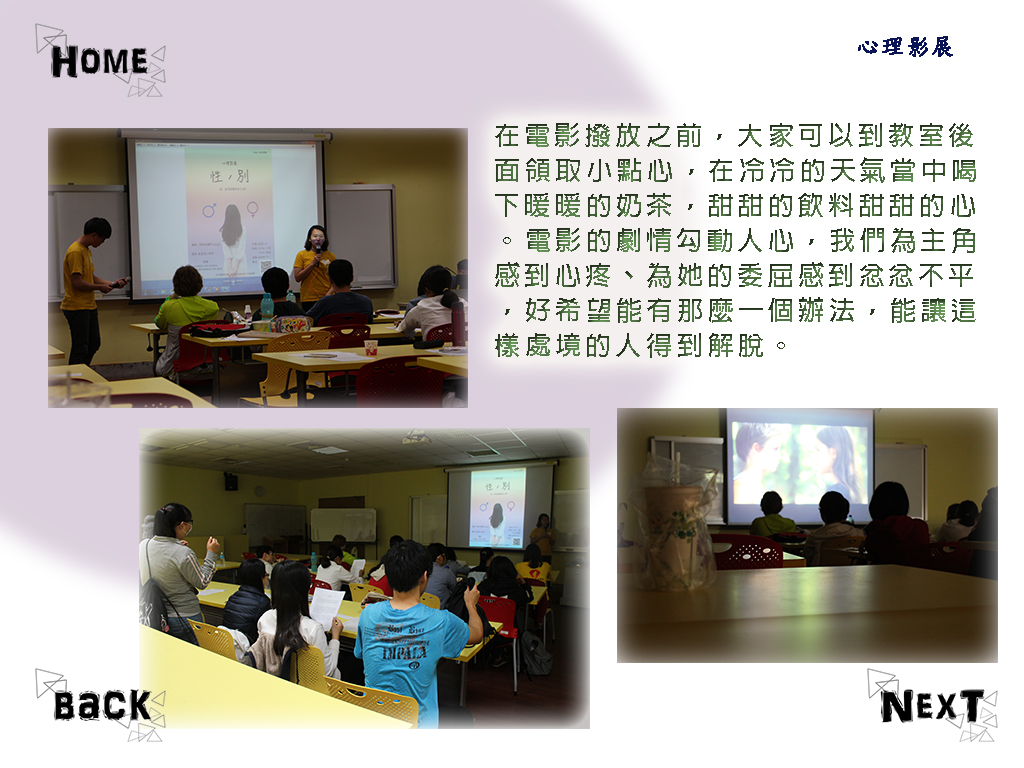 HOME
心理影展
在電影撥放之前，大家可以到教室後
面領取小點心，在冷冷的天氣當中喝
下暖暖的奶茶，甜甜的飲料甜甜的心
。電影的劇情勾動人心，我們為主角
感到心疼、為她的委屈感到忿忿不平
，好希望能有那麼一個辦法，能讓這
樣處境的人得到解脫。
性，別
性，別
IMPALA
BACK
NEXT